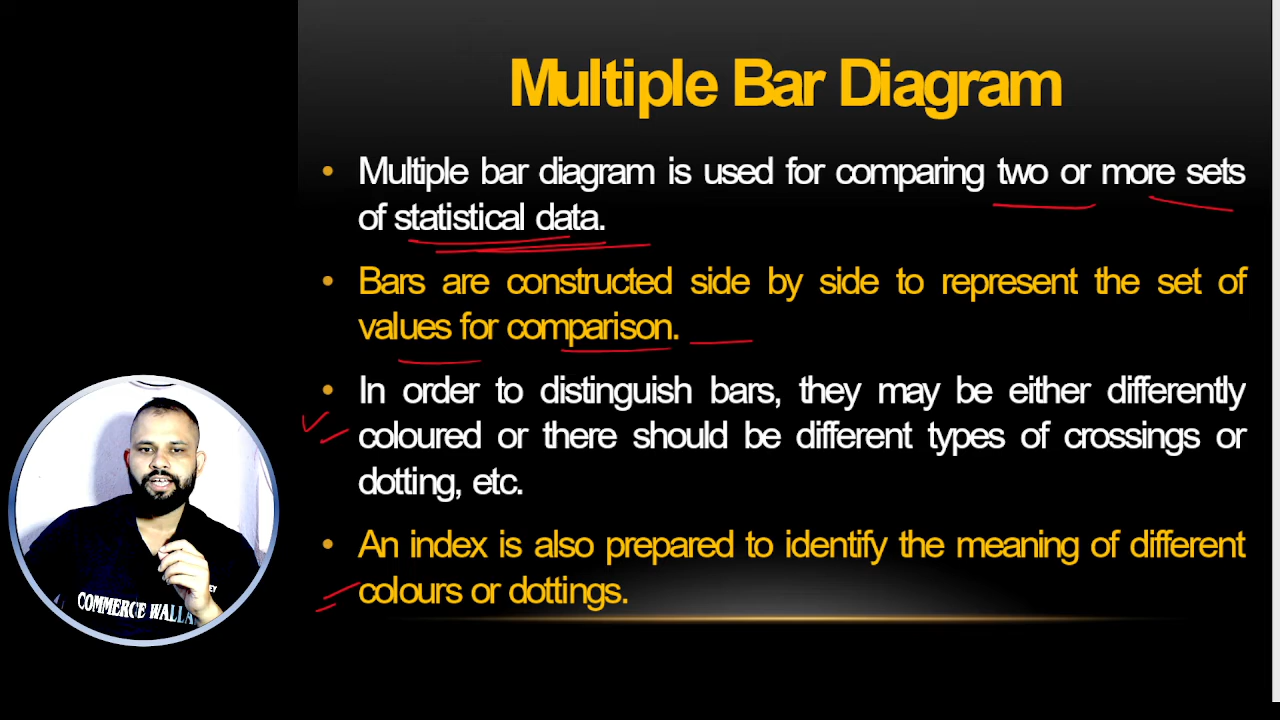 Multiple Bar Diagram
• Multiple bar diagram is used for comparing two or more sets
of statistical data.
• Bars are constructed side by side to represent the set of
values for comparison.
• In order to distinguish bars, they may be either differently
coloured or there should be different types of crossings or
dotting, etc.
• An index is also prepared to identify the meaning of different
colours or dottings.
COMMERCE WALLA